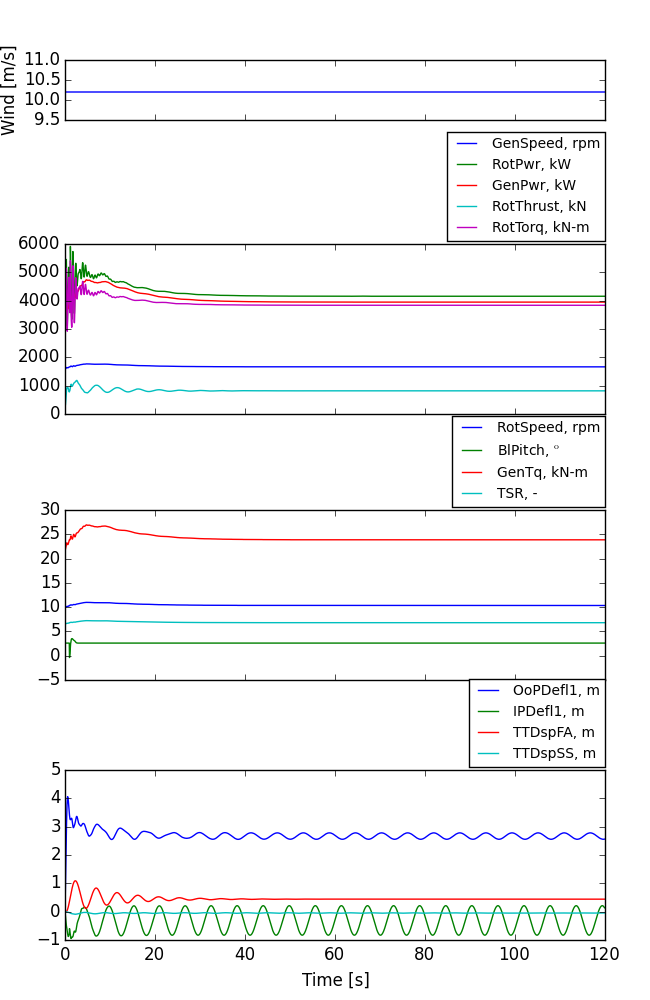 Wind [m/s]
11.0
10.5
10.0
9.5
GenSpeed, rpm
RotPwr, kW
GenPwr, kW
RotThrust, kN
RotTorq, kN-m
6000
5000
4000
3000
2000
1000
0
RotSpeed, rpm
BlPitch, °
GenTq, kN-m
TSR, -
30
25
20
15
10
5
0
−5
OoPDefl1, m
IPDefl1, m
TTDspFA, m
TTDspSS, m
5
4
3
2
1
0
−1
0 20 40 60 80 100 120
Time [s]